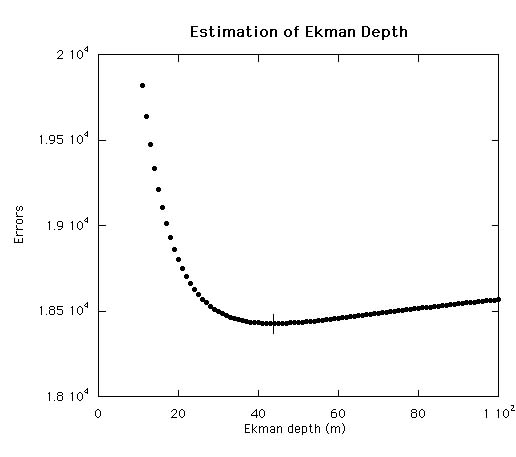 Estimation of Ekman Depth
2 10⁴
1.95 10⁴
1.9 10⁴
1.85 10⁴
1.8 10⁴
Errors
0 20 40 60 80 1 10²
Ekman depth (m)